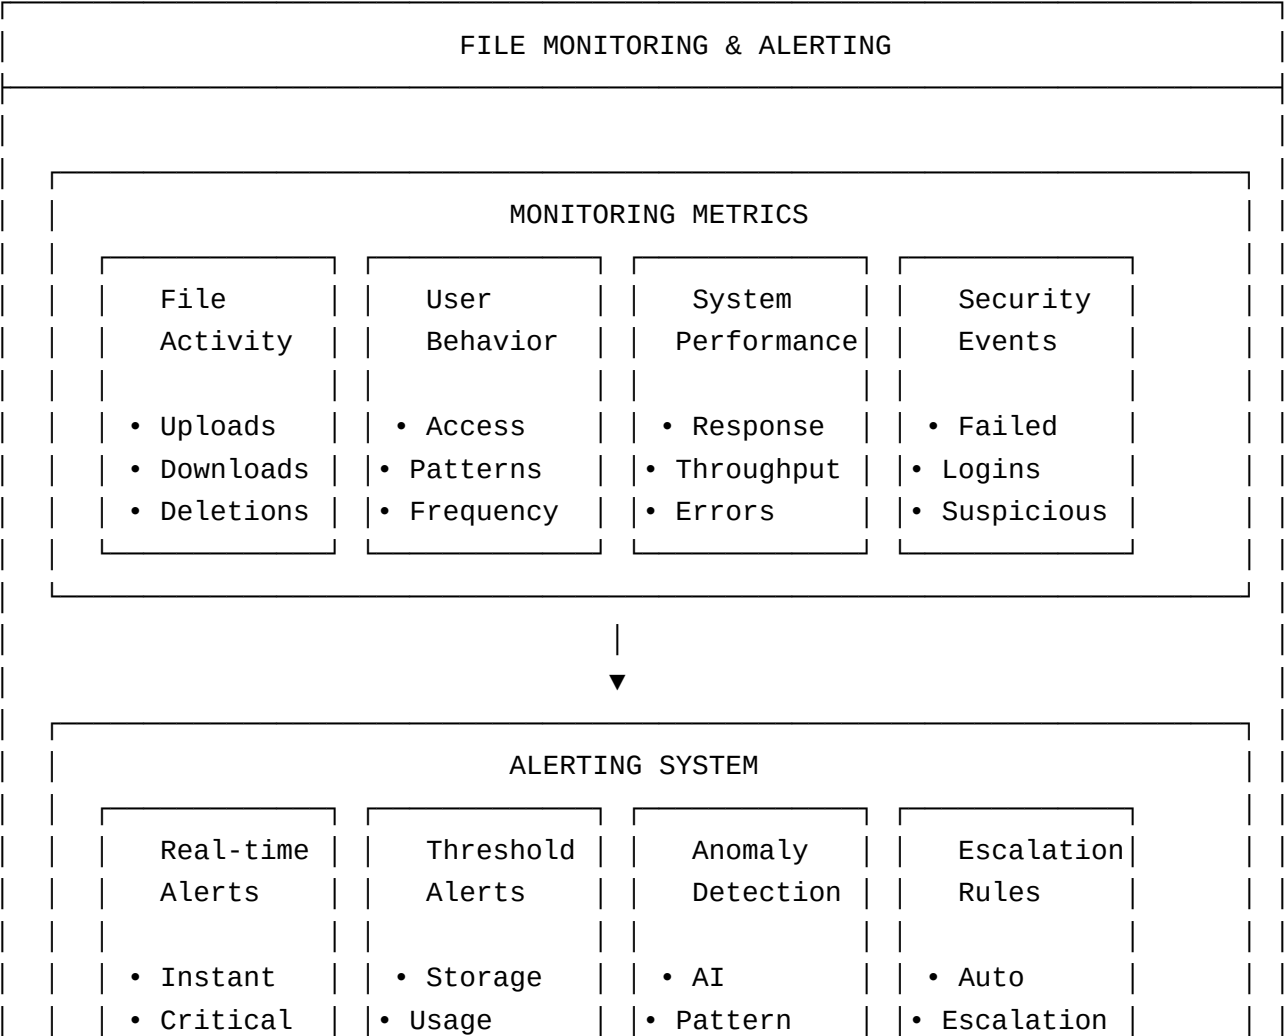 FILE MONITORING & ALERTING
MONITORING METRICS
File User System Security
Activity Behavior Performance Events
• Uploads • Access • Response • Failed
• Downloads • Patterns • Throughput • Logins
• Deletions • Frequency • Errors • Suspicious
ALERTING SYSTEM
Real-time Threshold Anomaly Escalation
Alerts Alerts Detection Rules
• Instant • Storage • AI • Auto
• Critical • Usage • Pattern • Escalation